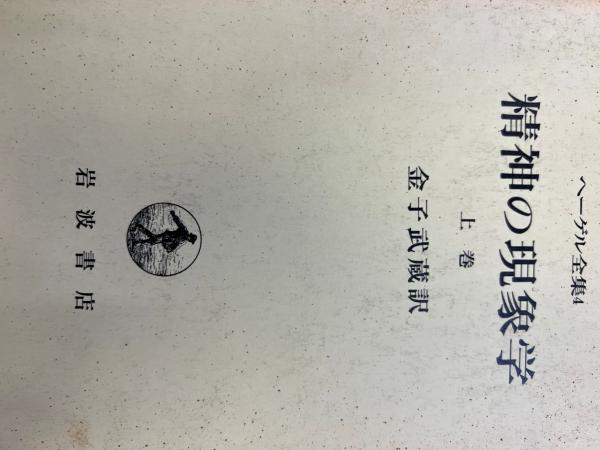 ヘーゲル全集4
精神の現象学
上巻
金子武蔵訳
岩波書店